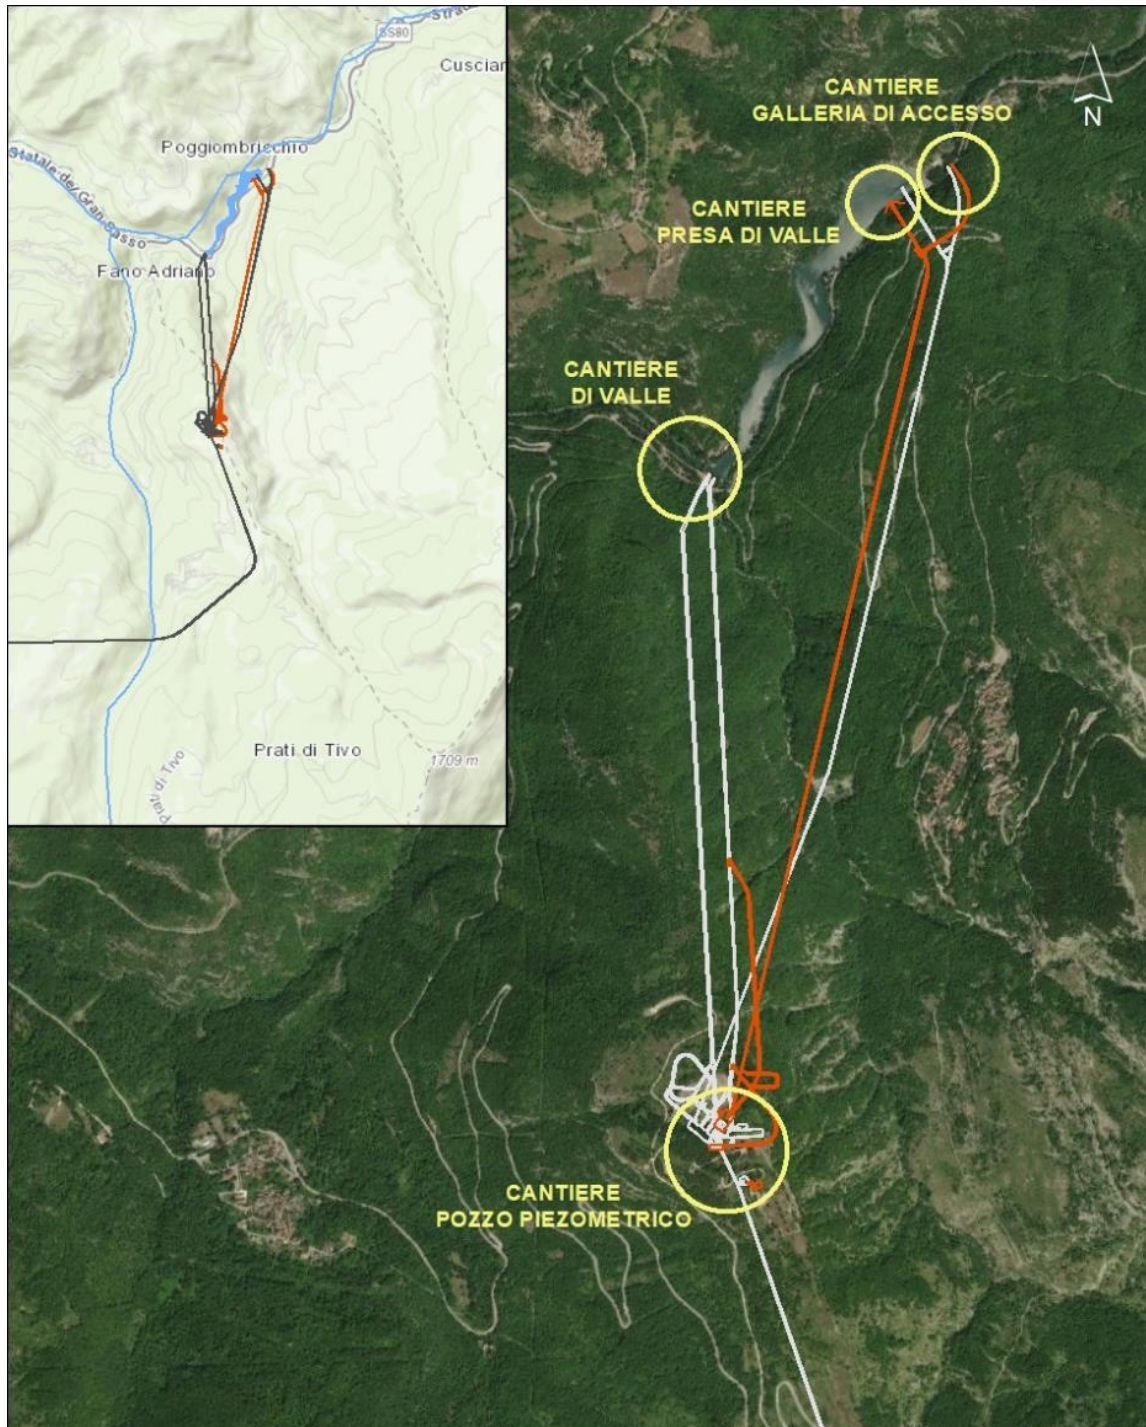 Strad
SS80
Cuscian
Poggiombricchio
Statale del Gran Sasso
Fano Adriano
Prati di Tivo
Prati di Tivo
1709 m
CANTIERE
GALLERIA DI ACCESSO
N
CANTIERE
PRESA DI VALLE
CANTIERE
DI VALLE
CANTIERE
POZZO PIEZOMETRICO